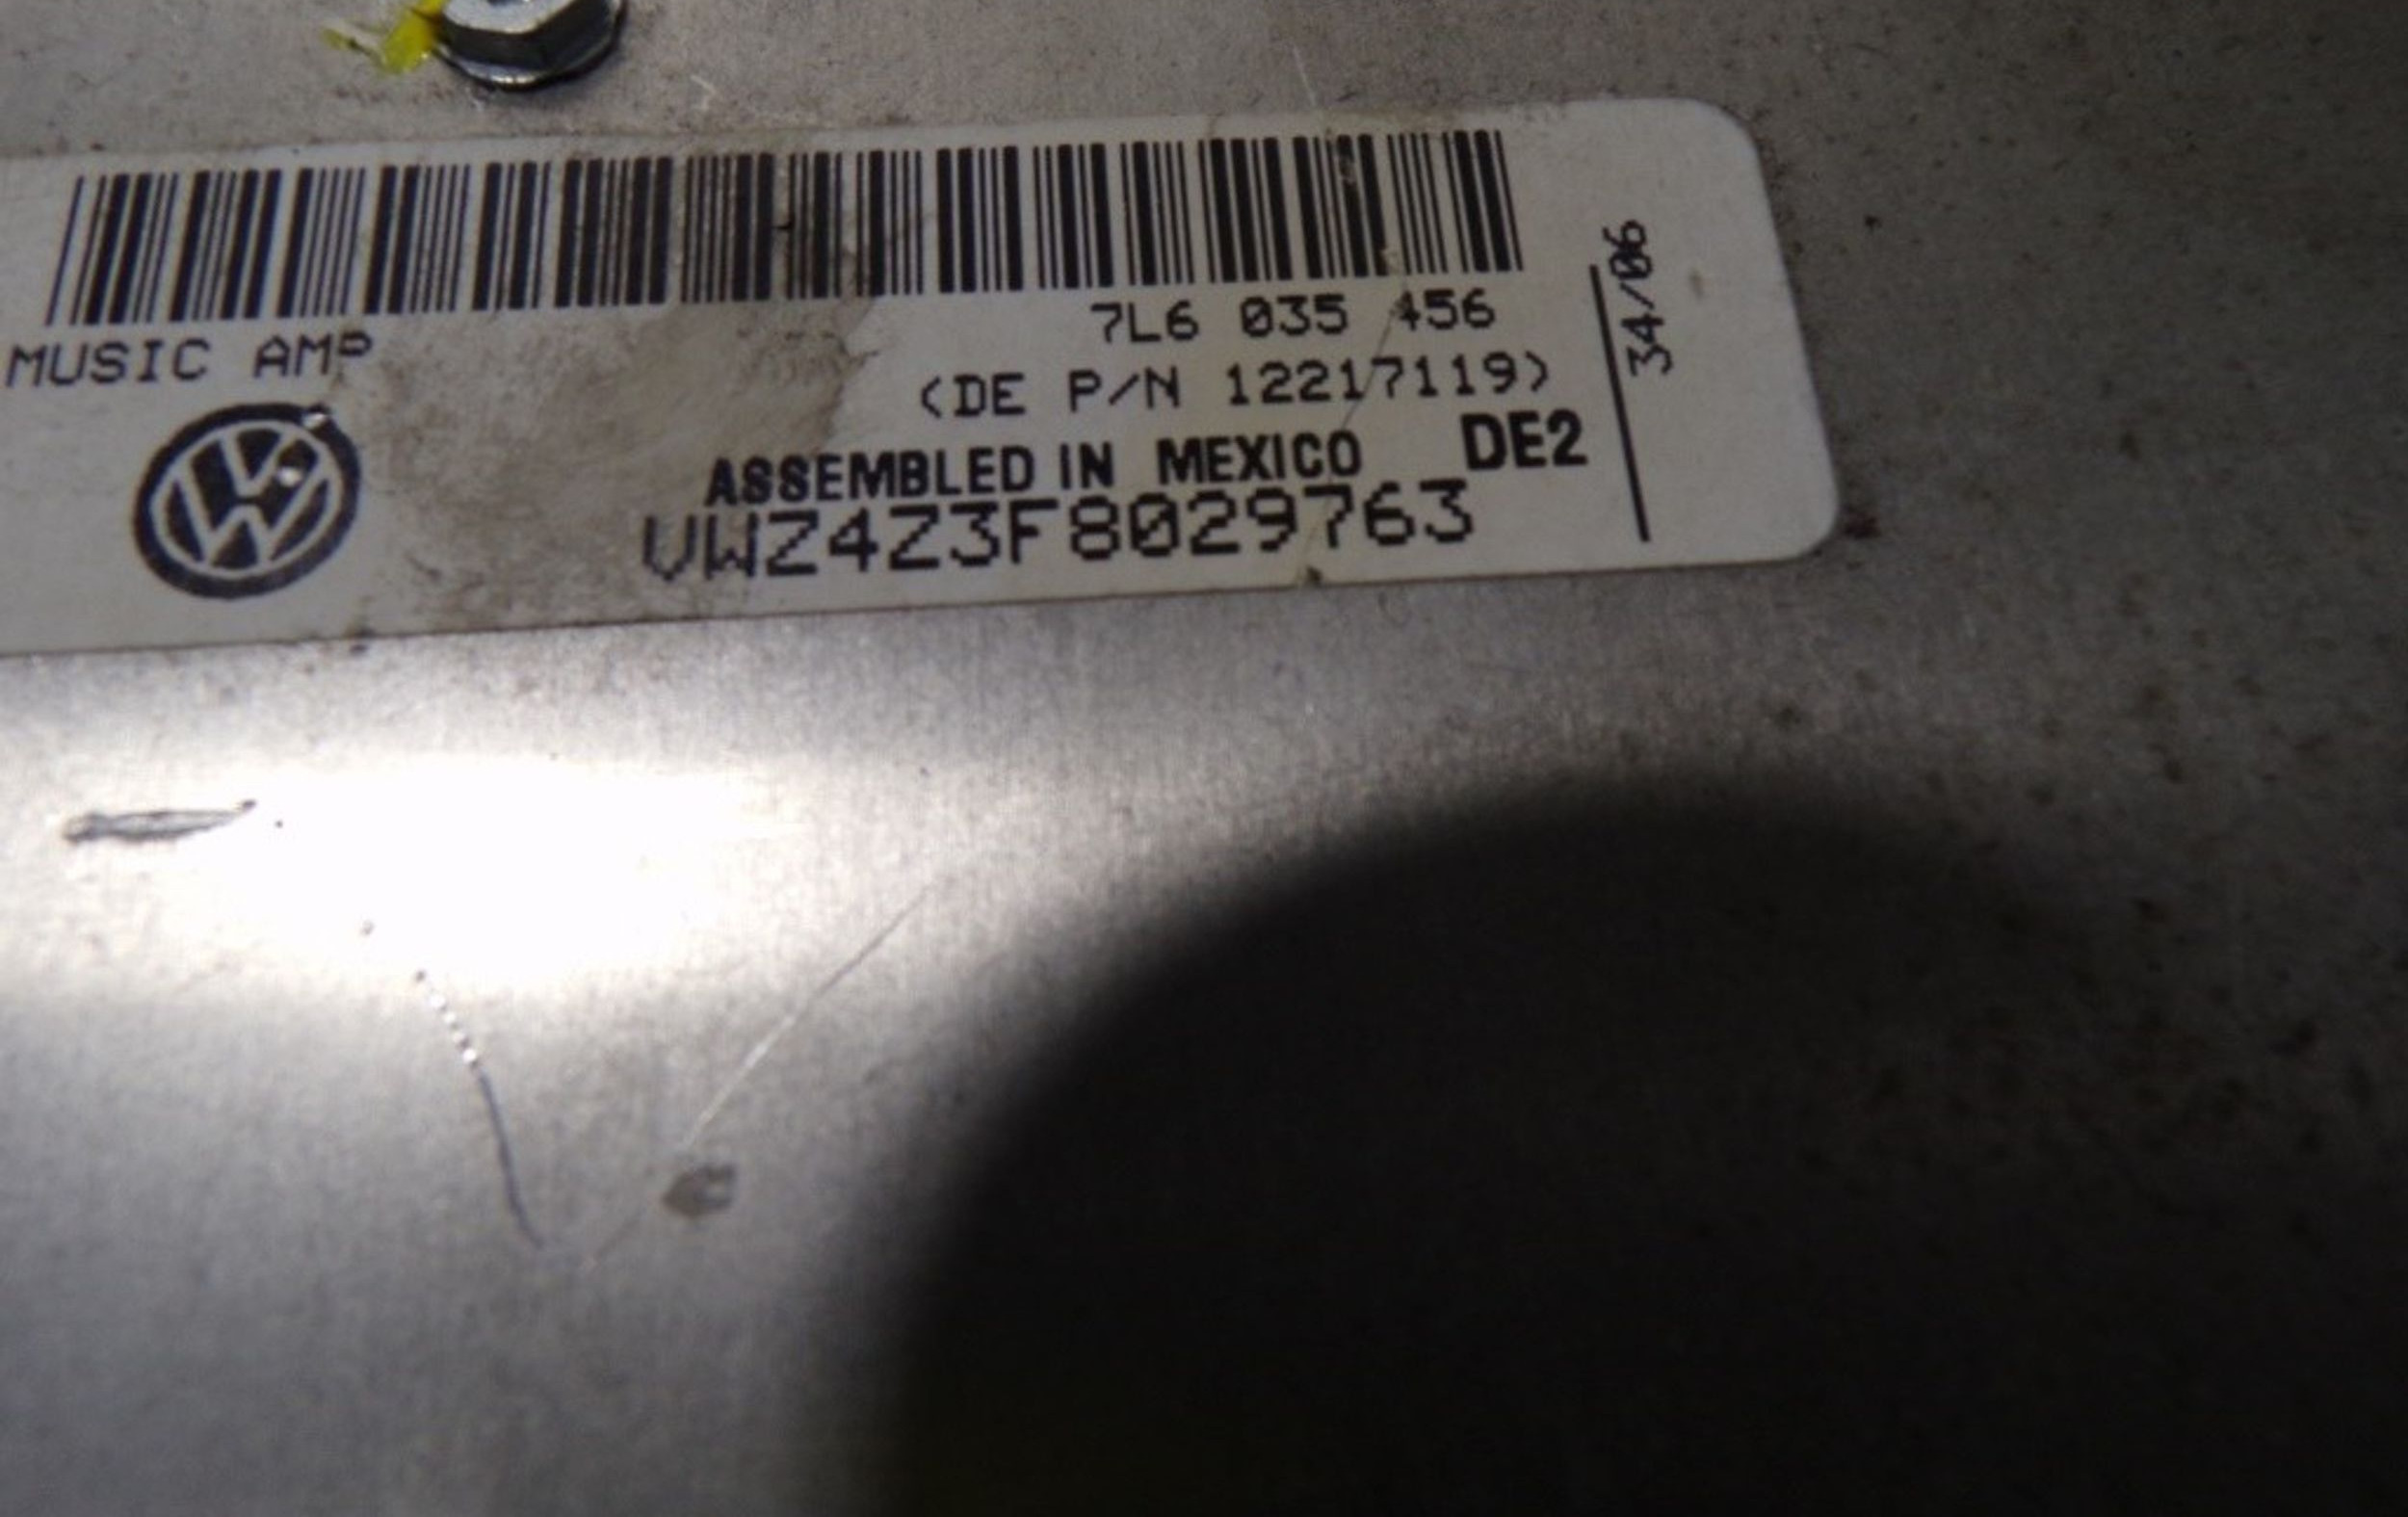 7L6 035 456
MUSIC AMP
(DE P/N 12217119)
ASSEMBLED IN MEXICO DE2
VWZ4Z3F8029763
34/06